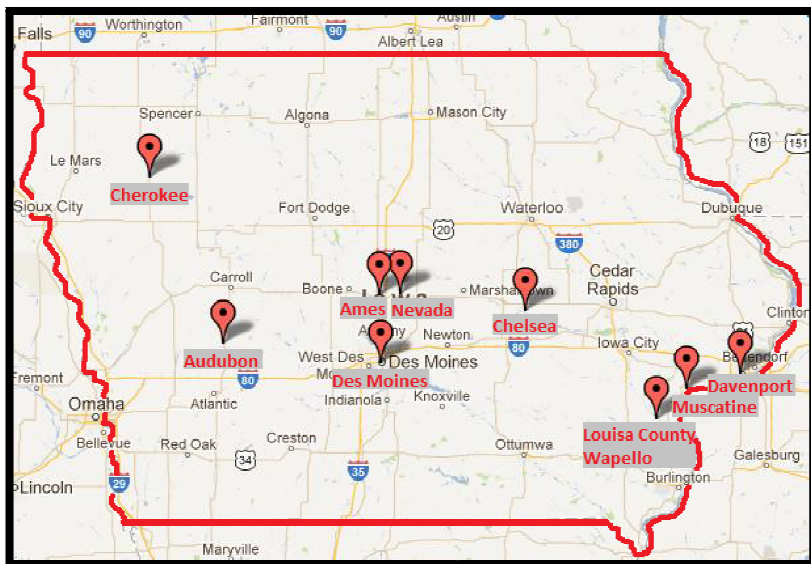 Falls
90
Worthington
Fairmont
90
Austin
Albert Lea
Spencer
Algona
Mason City
18
151
Le Mars
Cherokee
Sioux City
Fort Dodge
Waterloo
Dubuque
20
380
Carroll
Boone
Marsh
town
Cedar
Rapids
Ames
Nevada
Chelsea
Clinton
Audubon
Newton
Iowa City
80
West Des
Des Moines
Des Moines
Davenport
Muscatine
Fremont
80
Atlantic
Indianola
Knoxville
Omaha
Louisa County
Wapello
Bellevue
Red Oak
Creston
Ottumwa
34
35
Galesburg
Burlington
29
Lincoln
Maryville